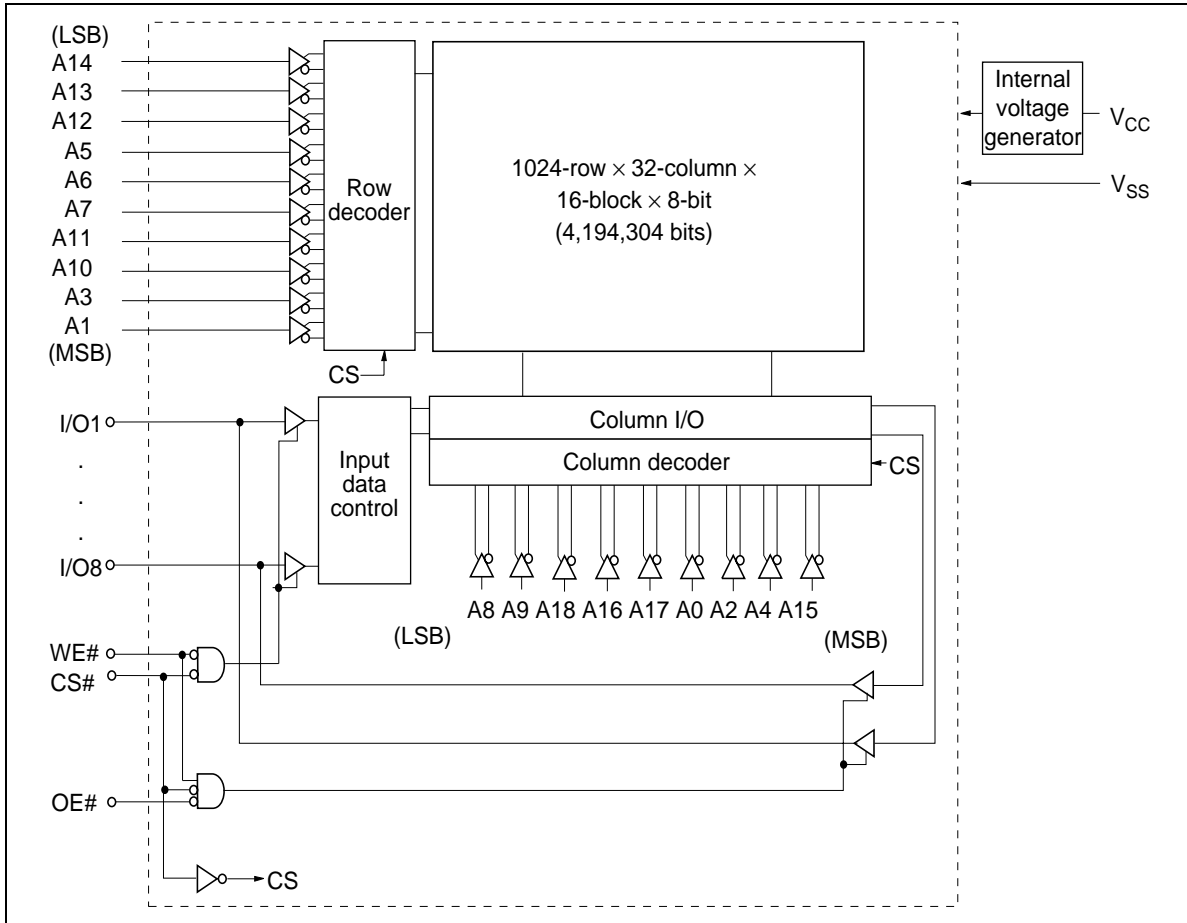 (LSB)
A14
A13
A12
A5
A6
A7
A11
A10
A3
A1
(MSB)
Row
decoder
CS
1024-row × 32-column ×
16-block × 8-bit
(4,194,304 bits)
Internal
voltage
generator
VCC
VSS
I/O1
.
.
.
I/O8
Input
data
control
Column I/O
Column decoder
CS
A8 A9 A18 A16 A17 A0 A2 A4 A15
(LSB) (MSB)
WE#
CS#
OE#
CS